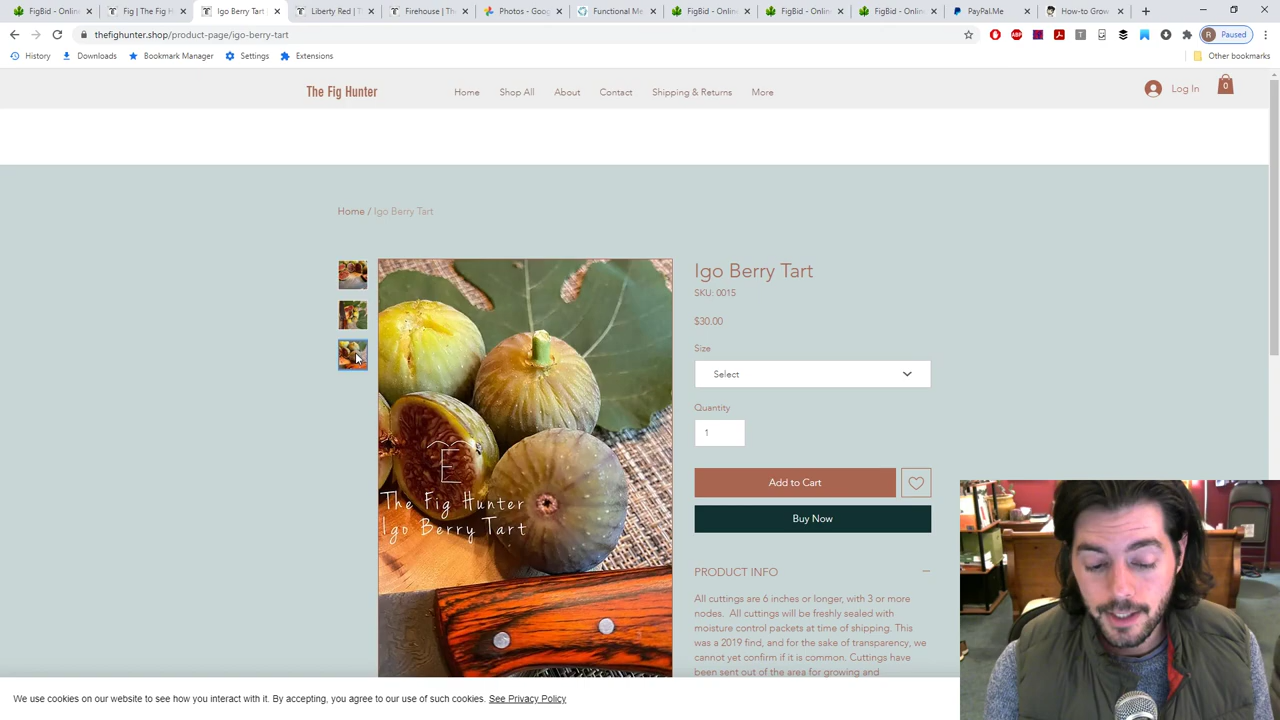 FigBid - Onlin
Fig | The Fig H
Igo Berry Tart
Liberty Red | T
Firehouse | Th
Photos - Goog
Functional Me
FigBid - Onlin
FigBid - Onlin
FigBid - Onlin
PayPal.Me
How-to Grow
thefighunter.shop/product-page/igo-berry-tart
ABP
T
R Paused
History
Downloads
Bookmark Manager
Settings
Extensions
Other bookmarks
The Fig Hunter
Home
Shop All
About
Contact
Shipping & Returns
More
Log In
0
Home / Igo Berry Tart
Igo Berry Tart
SKU: 0015
$30.00
Size
Select
Quantity
1
Add to Cart
Buy Now
E
The Fig Hunter
Igo Berry Tart
PRODUCT INFO
All cuttings are 6 inches or longer, with 3 or more
nodes. All cuttings will be freshly sealed with
moisture control packets at time of shipping. This
was a 2019 find, and for the sake of transparency, we
cannot yet confirm if it is common. Cuttings have
been sent out of the area for growing and
We use cookies on our website to see how you interact with it. By accepting, you agree to our use of such cookies. See Privacy Policy